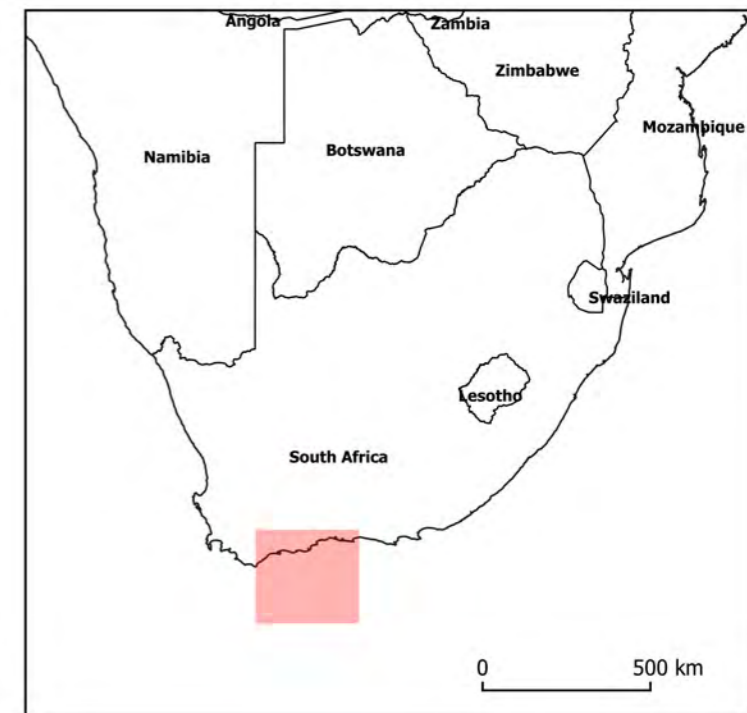 Angola
Zambia
Zimbabwe
Mozambique
Namibia
Botswana
Swaziland
Lesotho
South Africa
0 500 km